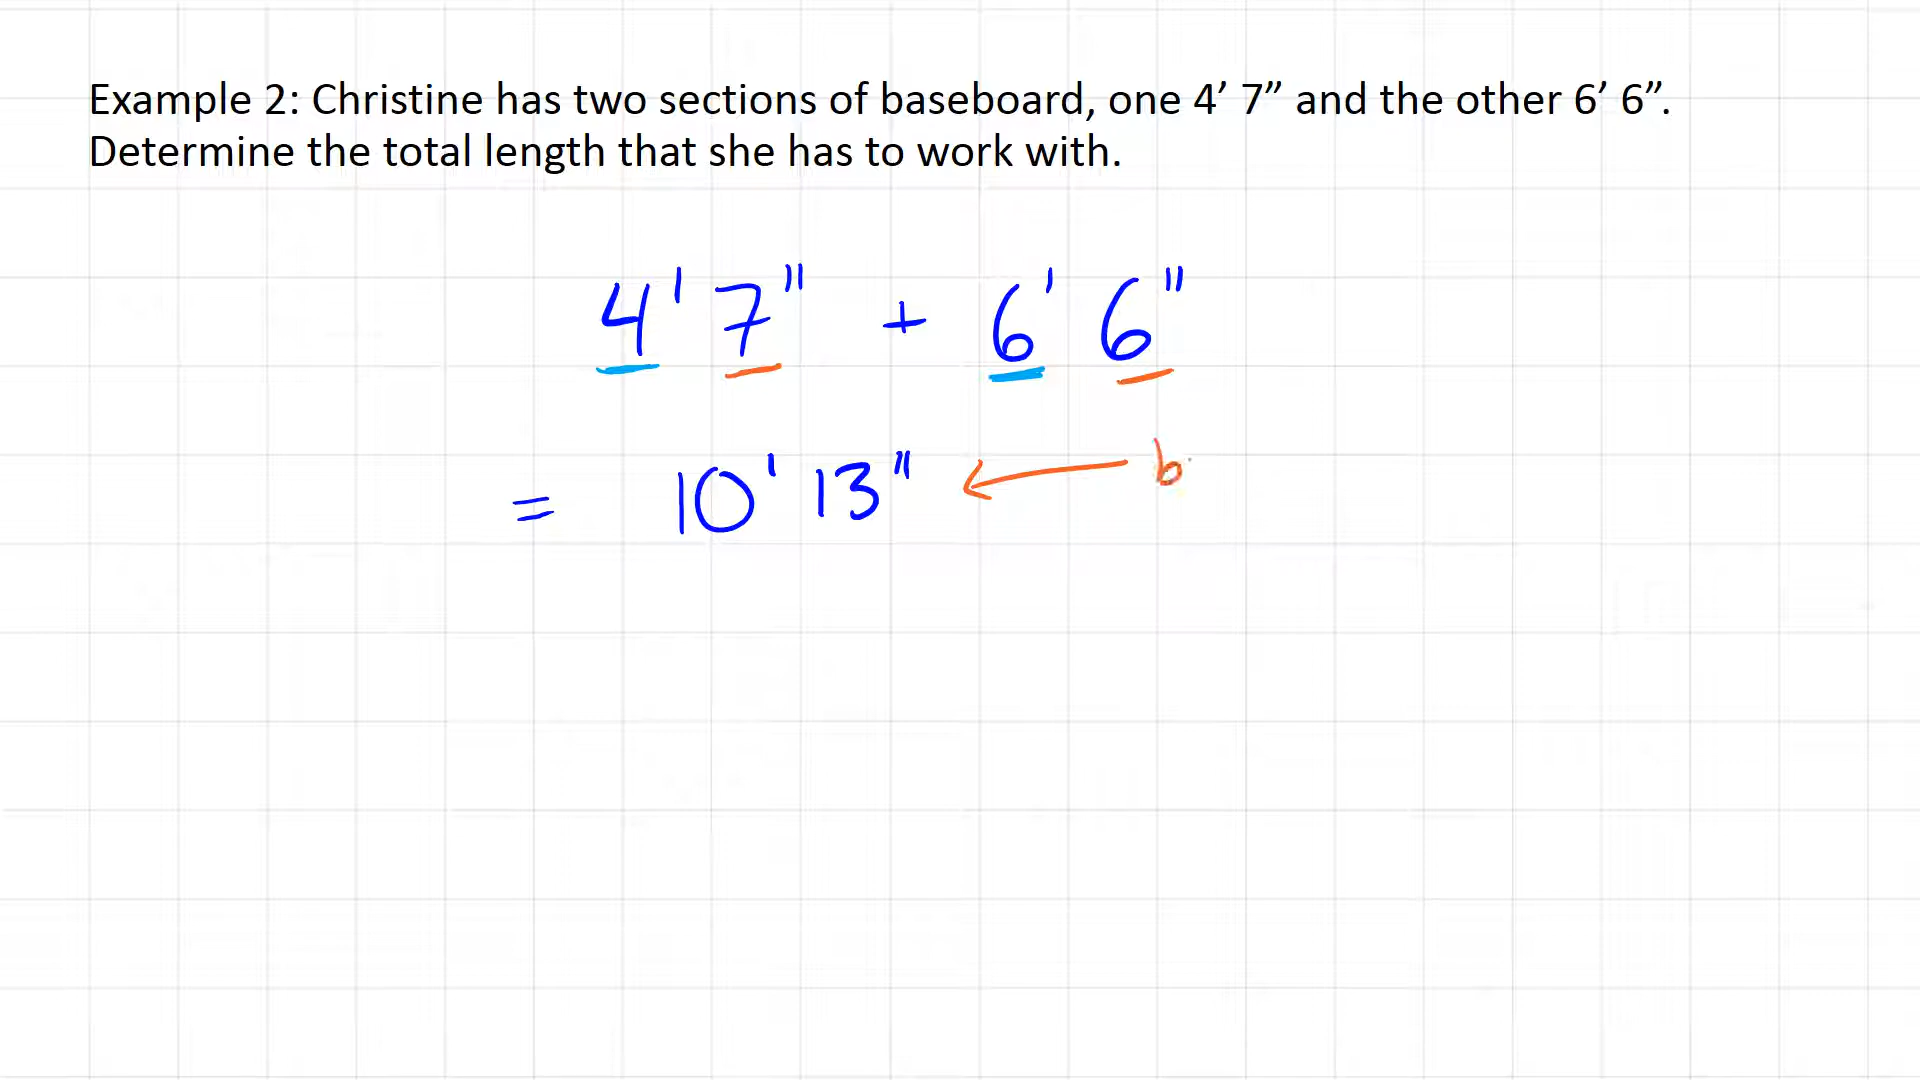 Example 2: Christine has two sections of baseboard, one 4’ 7” and the other 6’ 6”.
Determine the total length that she has to work with.
4' 7" + 6' 6"
= 10' 13" ← b